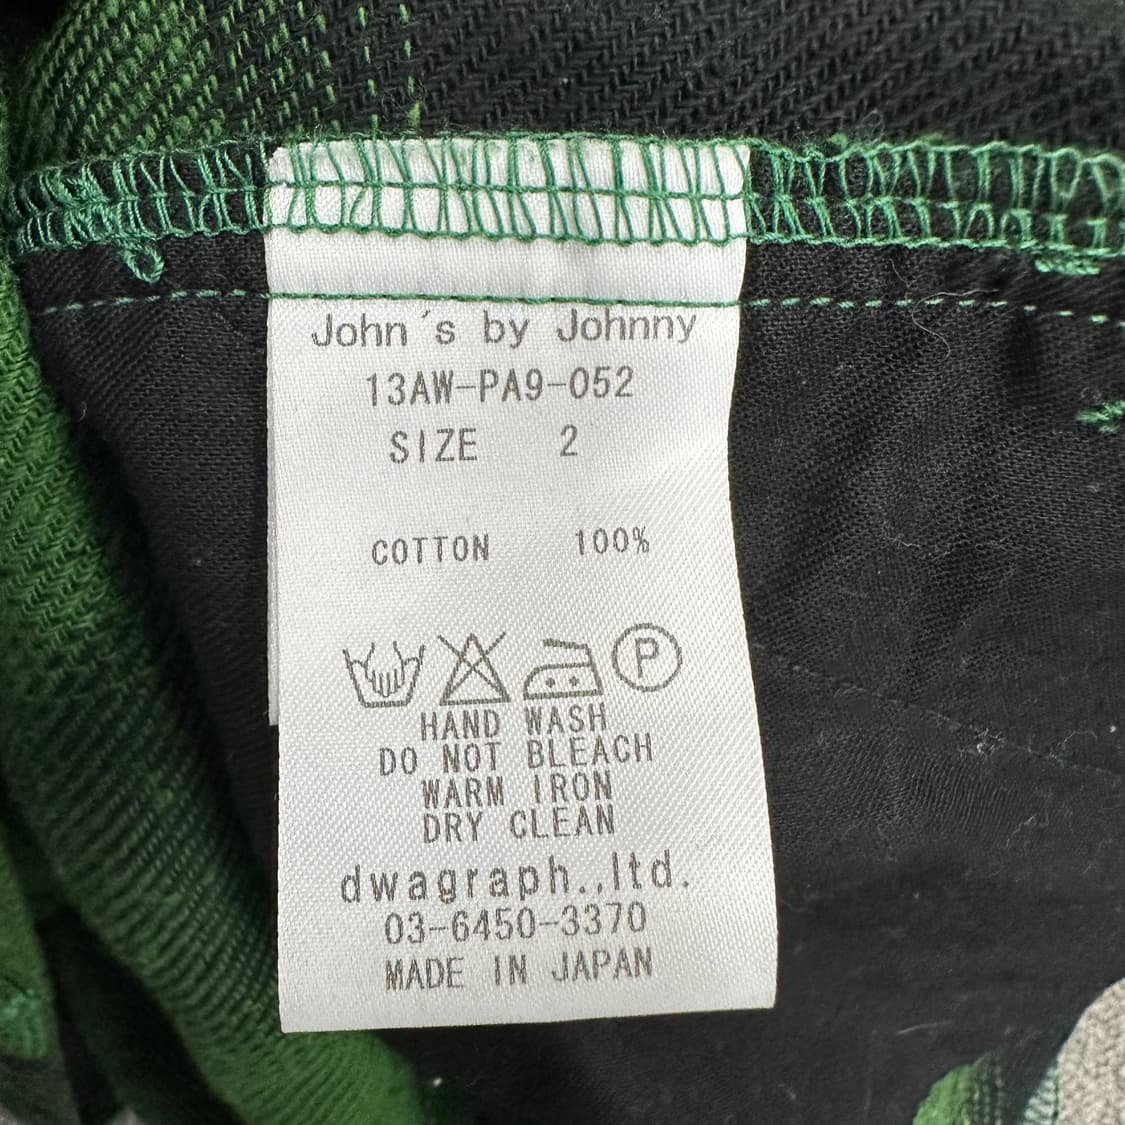 John´s by Johnny
13AW-PA9-052
SIZE 2
COTTON 100%
P
HAND WASH
DO NOT BLEACH
WARM IRON
DRY CLEAN
dwagraph.,ltd.
03-6450-3370
MADE IN JAPAN